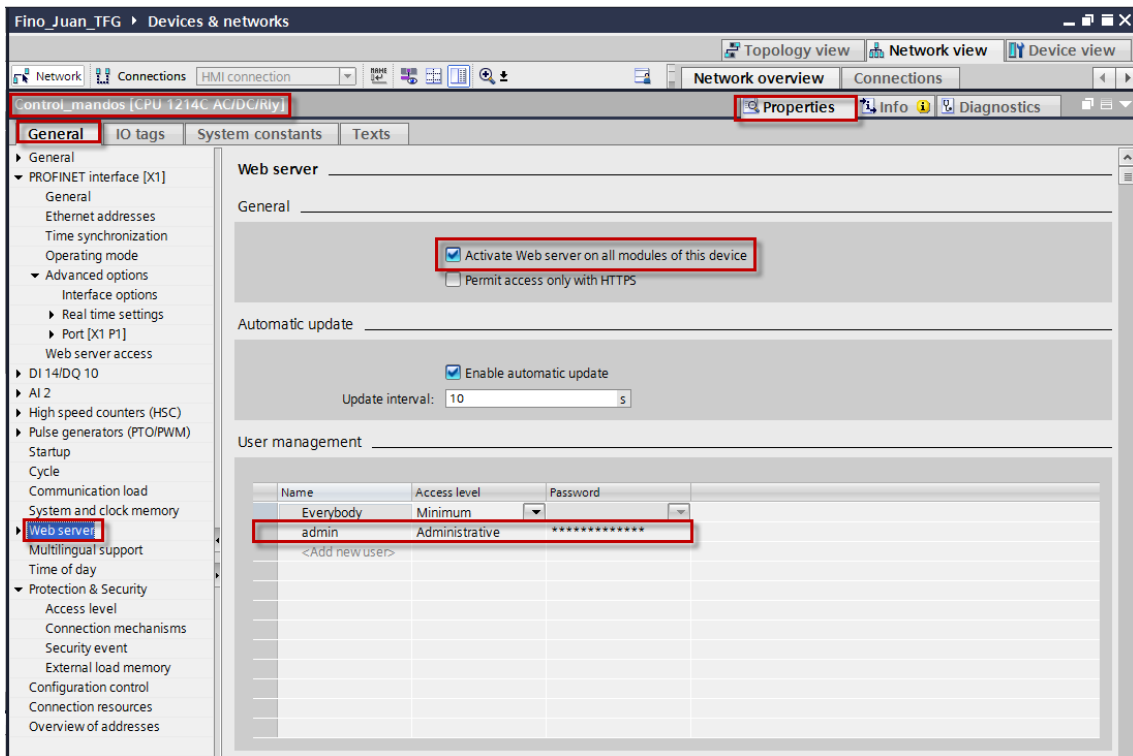 Fino_Juan_TFG ▸ Devices & networks
Topology view Network view Device view
Network Connections HMI connection Network overview Connections
Control_mandos [CPU 1214C AC/DC/Rly] Properties Info Diagnostics
General IO tags System constants Texts
General
PROFINET interface [X1]
General
Ethernet addresses
Time synchronization
Operating mode
Advanced options
Interface options
Real time settings
Port [X1 P1]
Web server access
DI 14/DQ 10
AI 2
High speed counters (HSC)
Pulse generators (PTO/PWM)
Startup
Cycle
Communication load
System and clock memory
Web server
Multilingual support
Time of day
Protection & Security
Access level
Connection mechanisms
Security event
External load memory
Configuration control
Connection resources
Overview of addresses
Web server
General
Activate Web server on all modules of this device
Permit access only with HTTPS
Automatic update
Enable automatic update
Update interval: 10 s
User management
Name Access level Password
Everybody Minimum
admin Administrative *************
<Add new user>